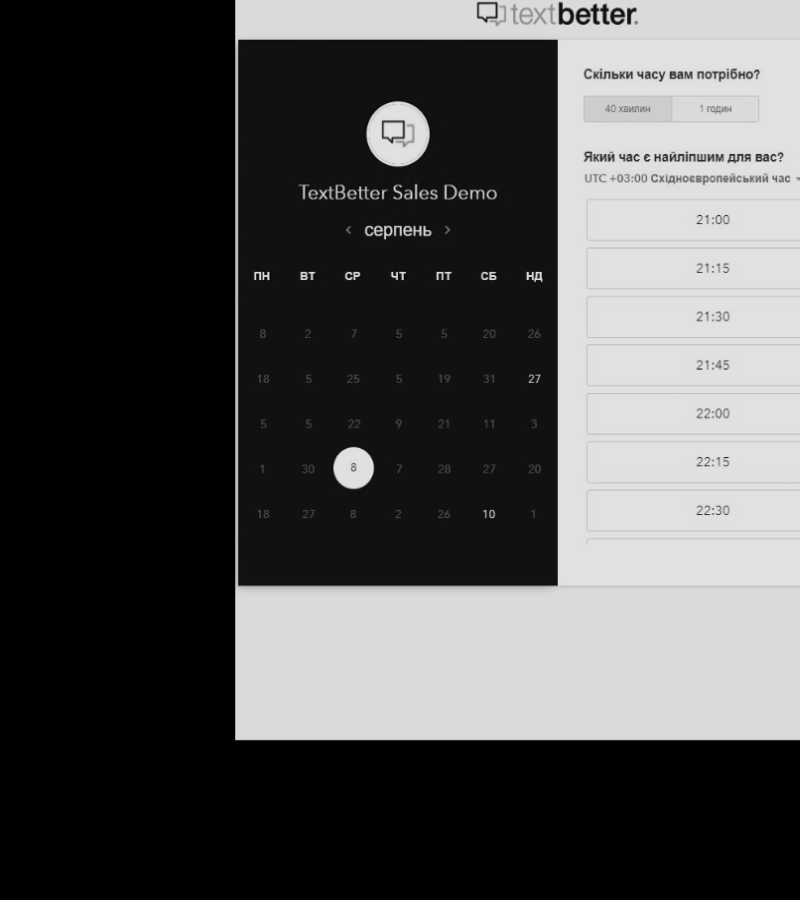 textbetter.
TextBetter Sales Demo
‹ серпень ›
ПН ВТ СР ЧТ ПТ СБ НД
8 2 7 5 5 20 26
18 5 25 5 19 31 27
5 5 22 9 21 11 3
1 30 8 7 28 27 20
18 27 8 2 26 10 1
Скільки часу вам потрібно?
40 хвилин 1 годин
Який час є найліпшим для вас?
UTC +03:00 Східноєвропейський час
21:00
21:15
21:30
21:45
22:00
22:15
22:30